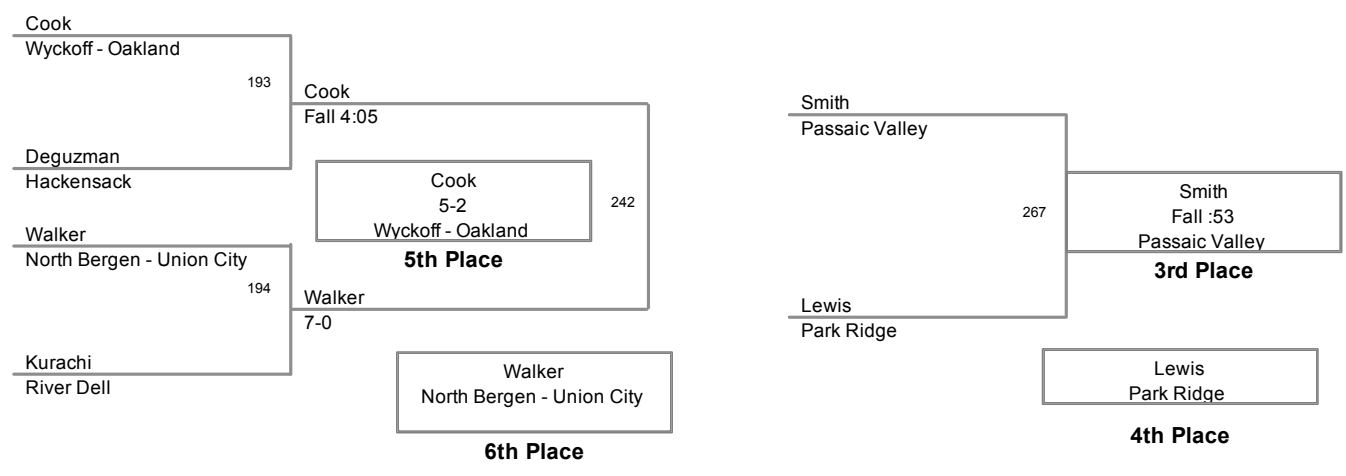 Cook
Wyckoff - Oakland
193
Cook
Fall 4:05
Deguzman
Hackensack
Cook
5-2
Wyckoff - Oakland
5th Place
242
Walker
North Bergen - Union City
194
Walker
7-0
Kurachi
River Dell
Walker
North Bergen - Union City
6th Place
Smith
Passaic Valley
267
Smith
Fall :53
Passaic Valley
3rd Place
Lewis
Park Ridge
Lewis
Park Ridge
4th Place